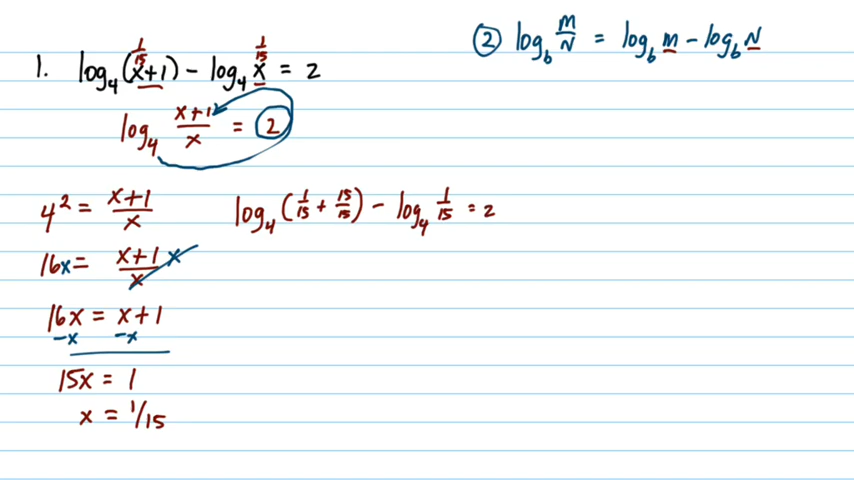 ② log_b M/N = log_b M - log_b N
1/15 1/15
1. log_4 (x+1) - log_4 x = 2
log_4 (x+1)/x = 2
4^2 = (x+1)/x
log_4 (1/15 + 15/15) - log_4 1/15 = 2
16x = (x+1)/x x
16x = x+1
-x -x
15x = 1
x = 1/15